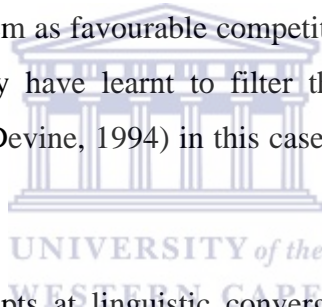 m as favourable competit
y have learnt to filter th
Devine, 1994) in this case
UNIVERSITY of the
WESTERN CAPE
pts at linguistic converg